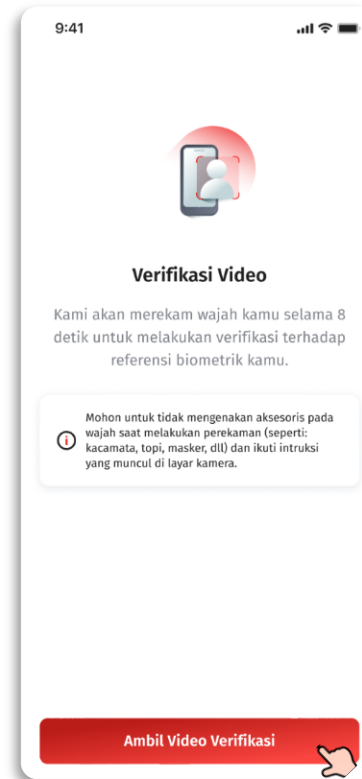 9:41
Verifikasi Video
Kami akan merekam wajah kamu selama 8
detik untuk melakukan verifikasi terhadap
referensi biometrik kamu.
Mohon untuk tidak mengenakan aksesoris pada
wajah saat melakukan perekaman (seperti:
kacamata, topi, masker, dll) dan ikuti intruksi
yang muncul di layar kamera.
Ambil Video Verifikasi